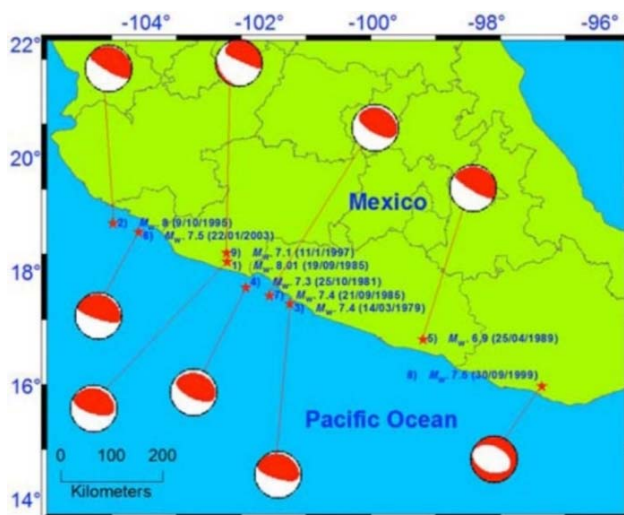 -104° -102° -100° -98° -96°
22°
20°
Mexico
2) Mw. 8 (9/10/1995)
8) Mw. 7.5 (22/01/2003)
18°
9) Mw. 7.1 (11/1/1997)
1) Mw. 8.01 (19/09/1985)
4) Mw. 7.3 (25/10/1981)
7) Mw. 7.4 (21/09/1985)
3) Mw. 7.4 (14/03/1979)
5) Mw. 6.9 (25/04/1989)
Mw. 7.5 (30/09/1999)
16°
Pacific Ocean
0 100 200
Kilometers
14°